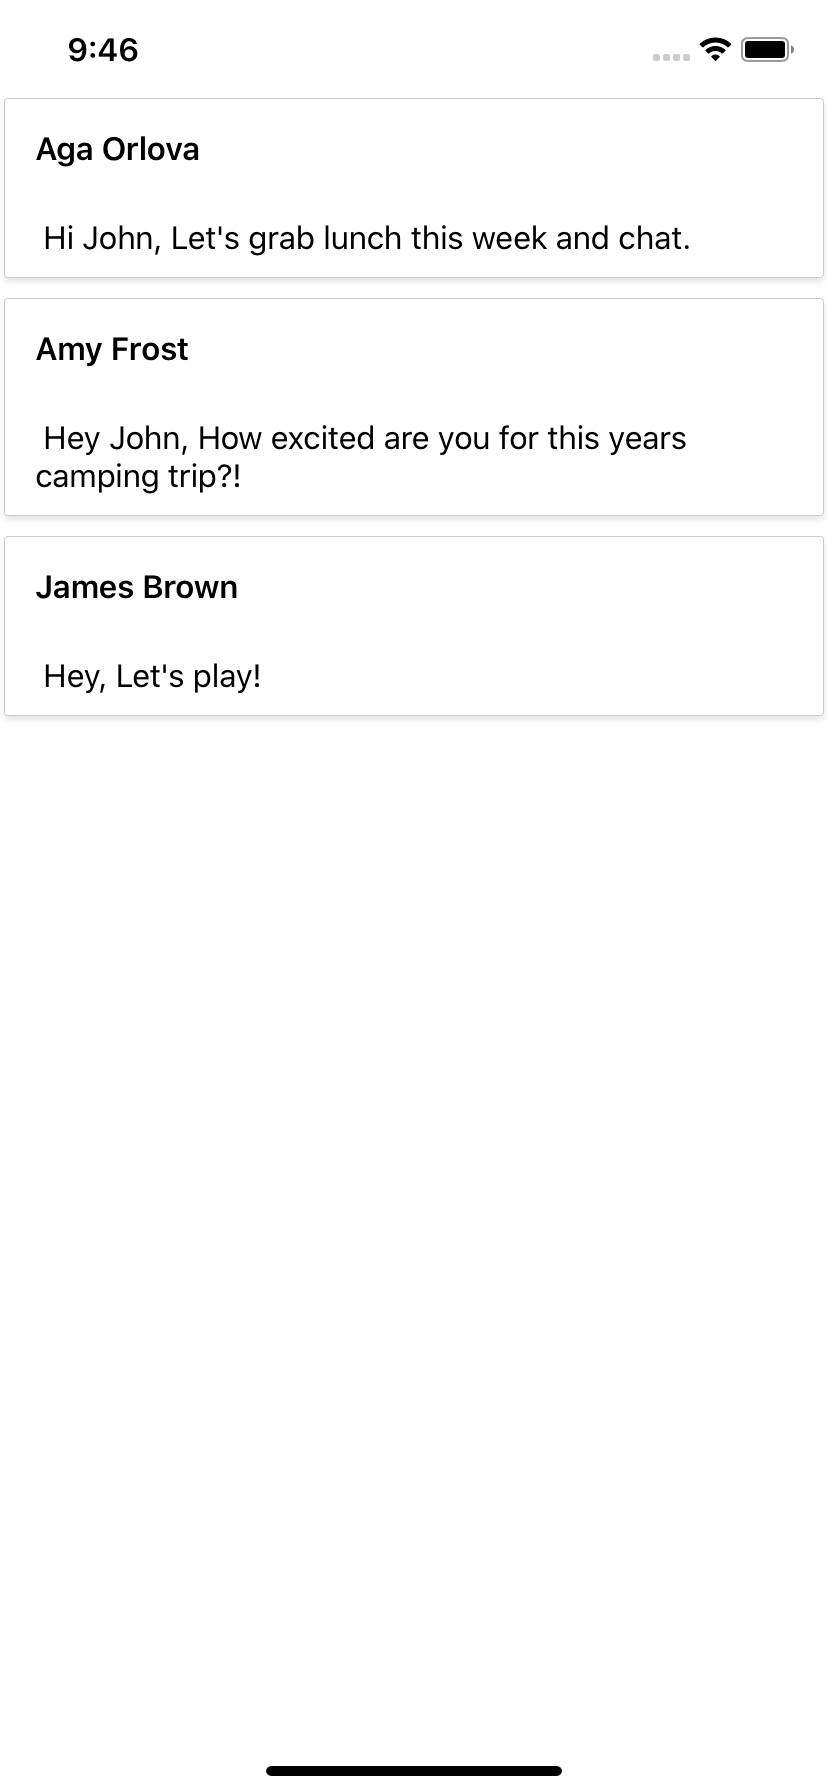 9:46
Aga Orlova
Hi John, Let's grab lunch this week and chat.
Amy Frost
Hey John, How excited are you for this years
camping trip?!
James Brown
Hey, Let's play!